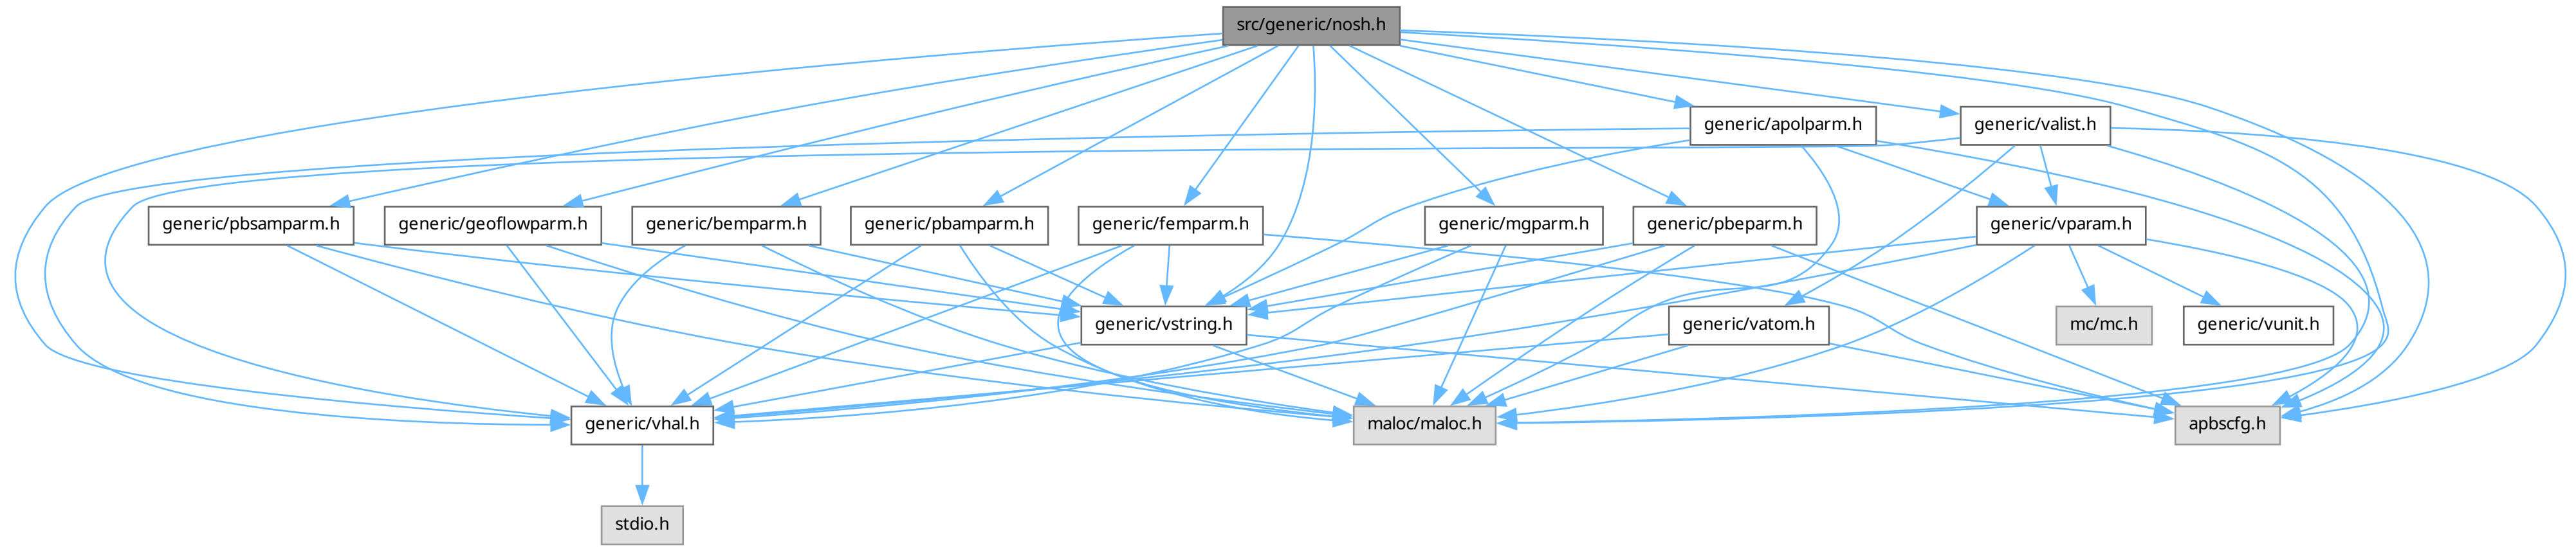 src/generic/nosh.h
generic/apolparm.h
generic/valist.h
generic/pbsamparm.h
generic/geoflowparm.h
generic/bemparm.h
generic/pbamparm.h
generic/femparm.h
generic/mgparm.h
generic/pbeparm.h
generic/vparam.h
generic/vstring.h
generic/vatom.h
mc/mc.h
generic/vunit.h
generic/vhal.h
maloc/maloc.h
apbscfg.h
stdio.h